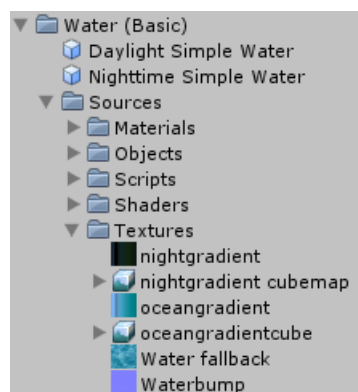 Water (Basic)
Daylight Simple Water
Nighttime Simple Water
Sources
Materials
Objects
Scripts
Shaders
Textures
nightgradient
nightgradient cubemap
oceangradient
oceangradientcube
Water fallback
Waterbump